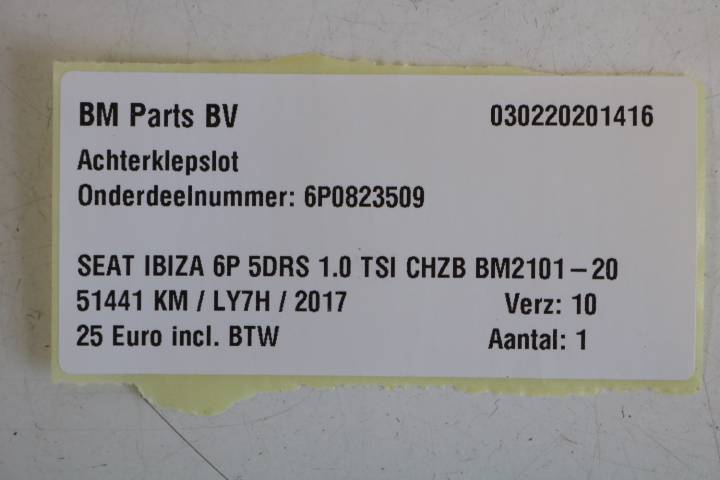 BM Parts BV 030220201416
Achterklepslot
Onderdeelnummer: 6P0823509
SEAT IBIZA 6P 5DRS 1.0 TSI CHZB BM2101-20
51441 KM / LY7H / 2017 Verz: 10
25 Euro incl. BTW Aantal: 1